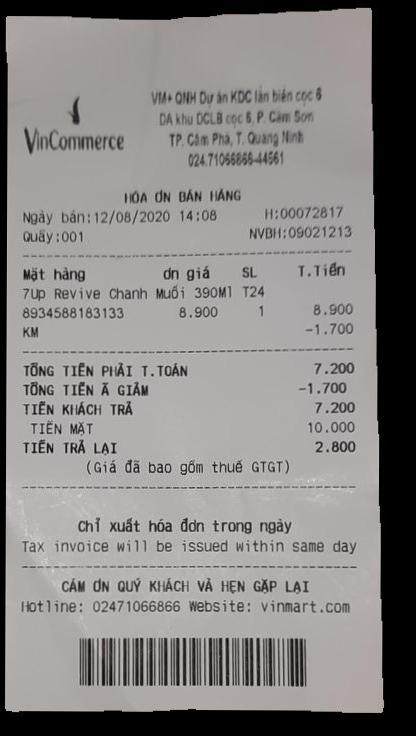 VinCommerce
VM+ QNH Dự án KDC lấn biển cọc 6
DA khu DCLB cọc 6, P. Cẩm Sơn
TP. Cẩm Phả, T. Quảng Ninh
024.71066866-44561
HÓA ƠN BÁN HÀNG
Ngày bán:12/08/2020 14:08 H:00072817
Quầy:001 NVBH:09021213
Mặt hàng ơn giá SL T.Tiền
7Up Revive Chanh Muối 390Ml T24
8934588183133 8.900 1 8.900
KM -1.700
TỔNG TIỀN PHẢI T.TOÁN 7.200
TỔNG TIỀN Ã GIẢM -1.700
TIỀN KHÁCH TRẢ 7.200
TIỀN MẶT 10.000
TIỀN TRẢ LẠI 2.800
(Giá đã bao gồm thuế GTGT)
Chỉ xuất hóa đơn trong ngày
Tax invoice will be issued within same day
CÁM ƠN QUÝ KHÁCH VÀ HẸN GẶP LẠI
Hotline: 02471066866 Website: vinmart.com